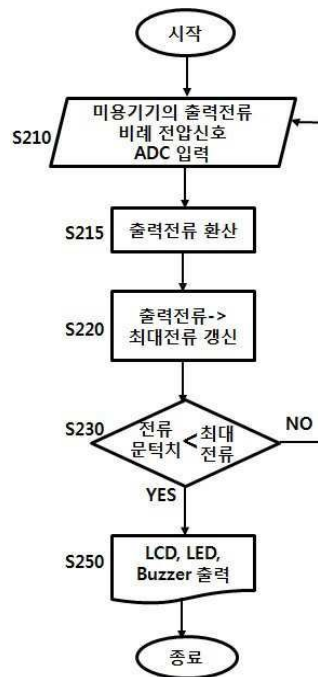 시작
S210
미용기기의 출력전류
비례 전압신호
ADC 입력
S215
출력전류 환산
S220
출력전류->
최대전류 갱신
S230
전류
문턱치
<
최대
전류
NO
YES
S250
LCD, LED,
Buzzer 출력
종료